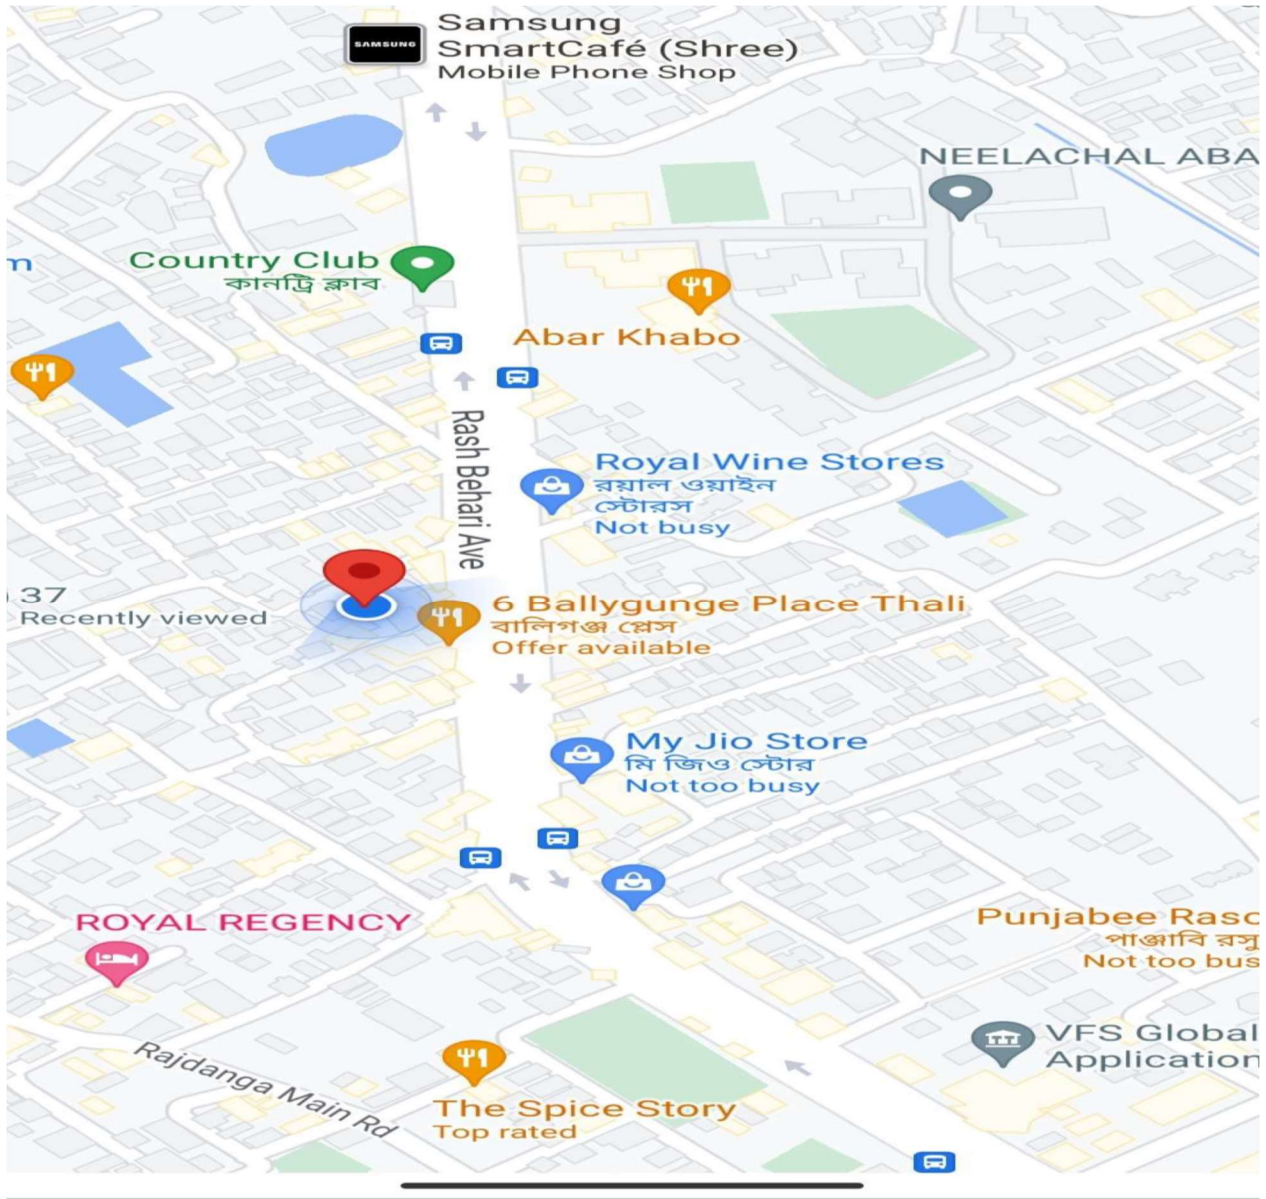 Samsung
SmartCafé (Shree)
Mobile Phone Shop
SAMSUNG
NEELACHAL ABA
Country Club
কানট্রি ক্লাব
m
Abar Khabo
Rash Behari Ave
Royal Wine Stores
রয়াল ওয়াইন
স্টোরস
Not busy
37
Recently viewed
6 Ballygunge Place Thali
বালিগঞ্জ প্লেস
Offer available
My Jio Store
মি জিও স্টোর
Not too busy
ROYAL REGENCY
Punjabee Raso
পাঞ্জাবি রসু
Not too bus
VFS Global
Application
Rajdanga Main Rd
The Spice Story
Top rated